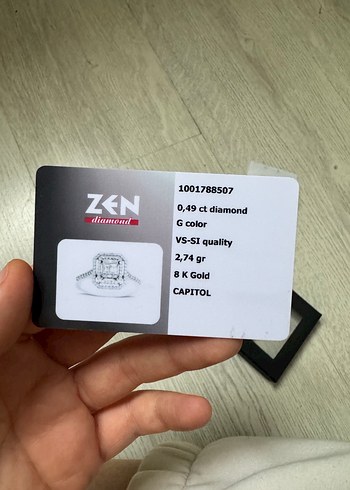 ZEN
diamond
1001788507
0,49 ct diamond
G color
VS-SI quality
2,74 gr
8 K Gold
CAPITOL